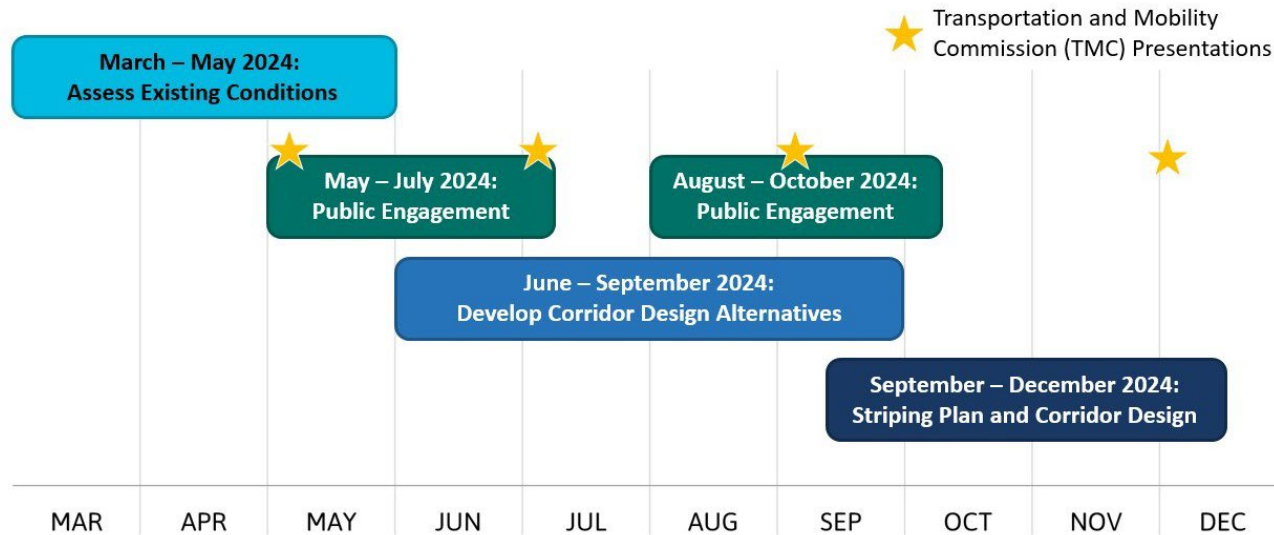 Transportation and Mobility
Commission (TMC) Presentations
March – May 2024:
Assess Existing Conditions
May – July 2024:
Public Engagement
August – October 2024:
Public Engagement
June – September 2024:
Develop Corridor Design Alternatives
September – December 2024:
Striping Plan and Corridor Design
MAR APR MAY JUN JUL AUG SEP OCT NOV DEC